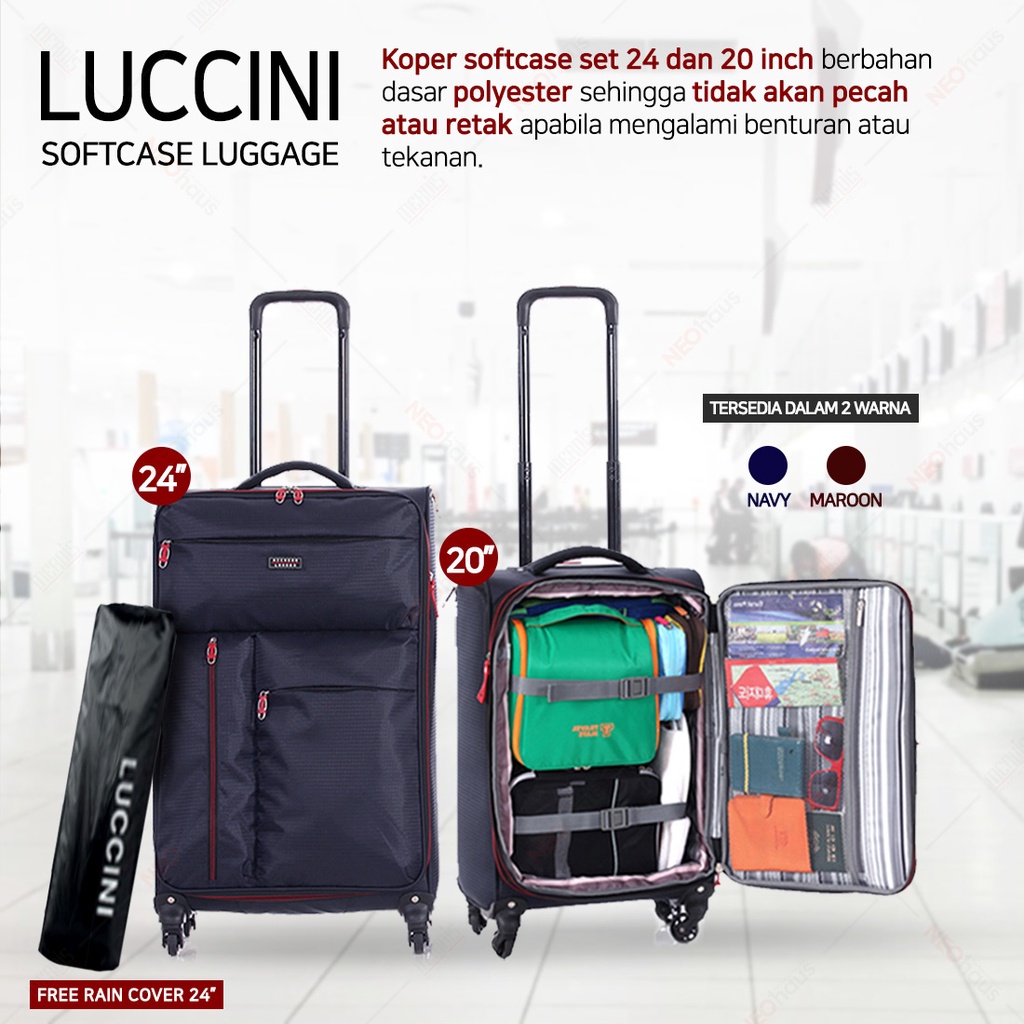 LUCCINI
SOFTCASE LUGGAGE
Koper softcase set 24 dan 20 inch berbahan
dasar polyester sehingga tidak akan pecah
atau retak apabila mengalami benturan atau
tekanan.
TERSEDIA DALAM 2 WARNA
NAVY MAROON
24"
20"
LUCCINI
FREE RAIN COVER 24"
NEOhaus